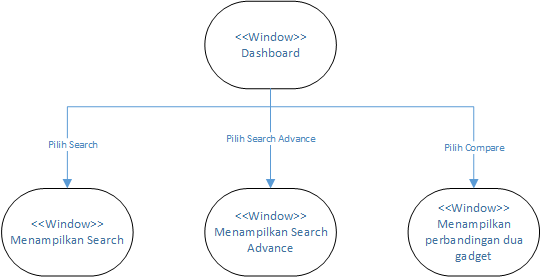 <<Window>>
Dashboard
Pilih Search
Pilih Search Advance
Pilih Compare
<<Window>>
Menampilkan Search
<<Window>>
Menampilkan Search
Advance
<<Window>>
Menampilkan
perbandingan dua
gadget